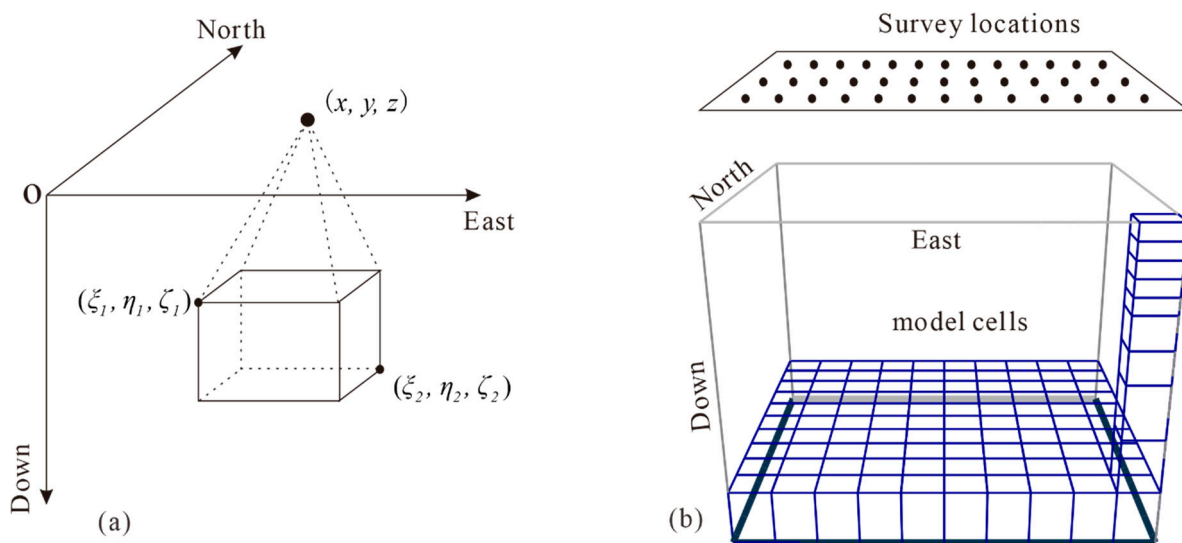 North
(x, y, z)
O
East
(ξ₁, η₁, ζ₁)
(ξ₂, η₂, ζ₂)
Down
(a)
Survey locations
North
East
model cells
Down
(b)